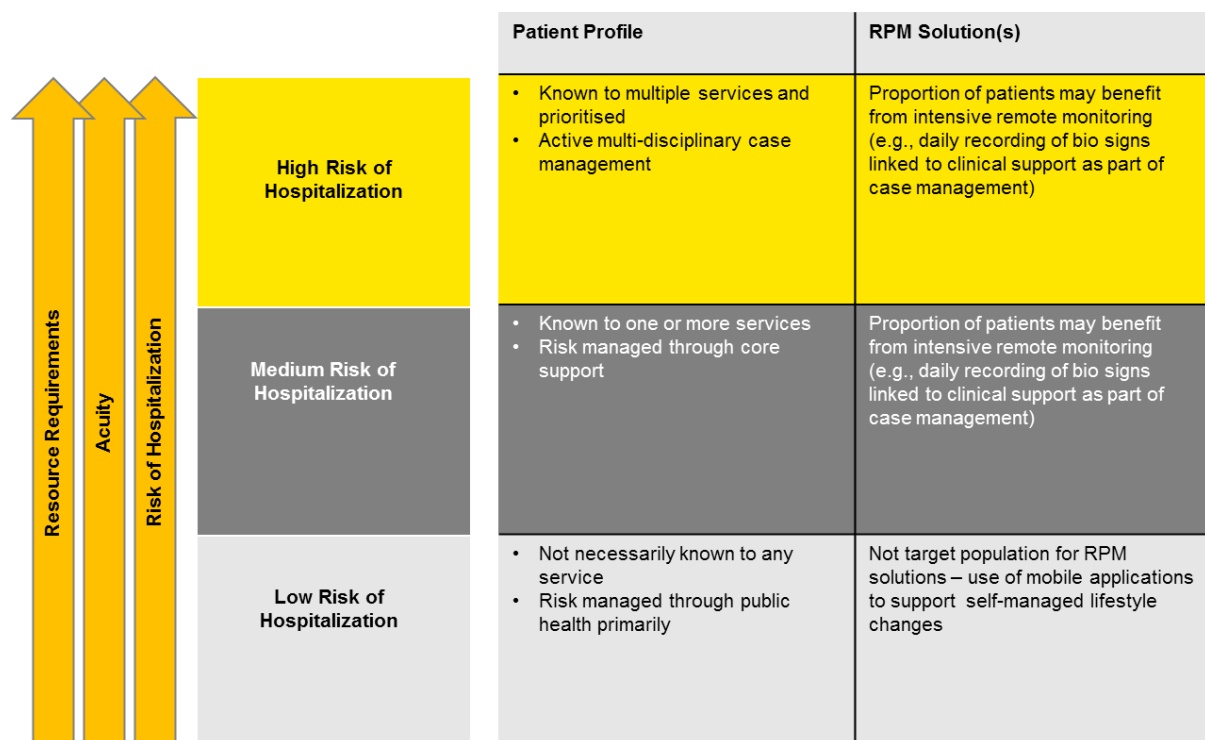 Patient Profile
RPM Solution(s)
Resource Requirements
Acuity
Risk of Hospitalization
High Risk of
Hospitalization
• Known to multiple services and
prioritised
• Active multi-disciplinary case
management
Proportion of patients may benefit
from intensive remote monitoring
(e.g., daily recording of bio signs
linked to clinical support as part of
case management)
Medium Risk of
Hospitalization
• Known to one or more services
• Risk managed through core
support
Proportion of patients may benefit
from intensive remote monitoring
(e.g., daily recording of bio signs
linked to clinical support as part of
case management)
Low Risk of
Hospitalization
• Not necessarily known to any
service
• Risk managed through public
health primarily
Not target population for RPM
solutions – use of mobile applications
to support self-managed lifestyle
changes